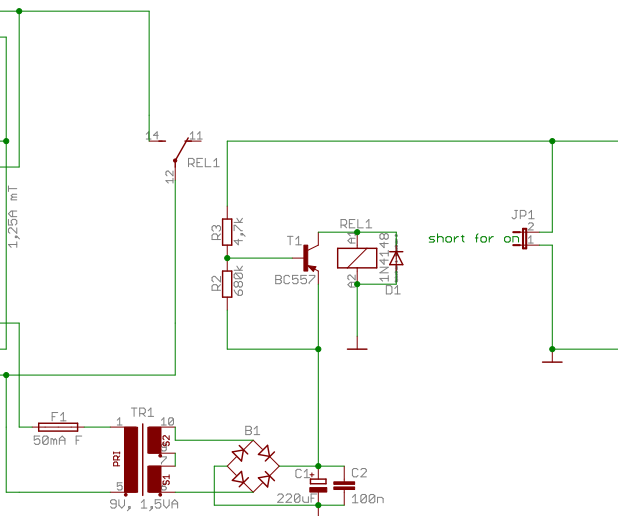 14
11
REL1
12
1,25A mT
R3
4,7k
T1
BC557
R2
680k
REL1
A1
A2
1N4148
D1
short for on
JP1
2
1
F1
50mA F
TR1
1
10
PRI
S2
7
S1
5
9V, 1,5VA
B1
C1
+
220uF
C2
100n